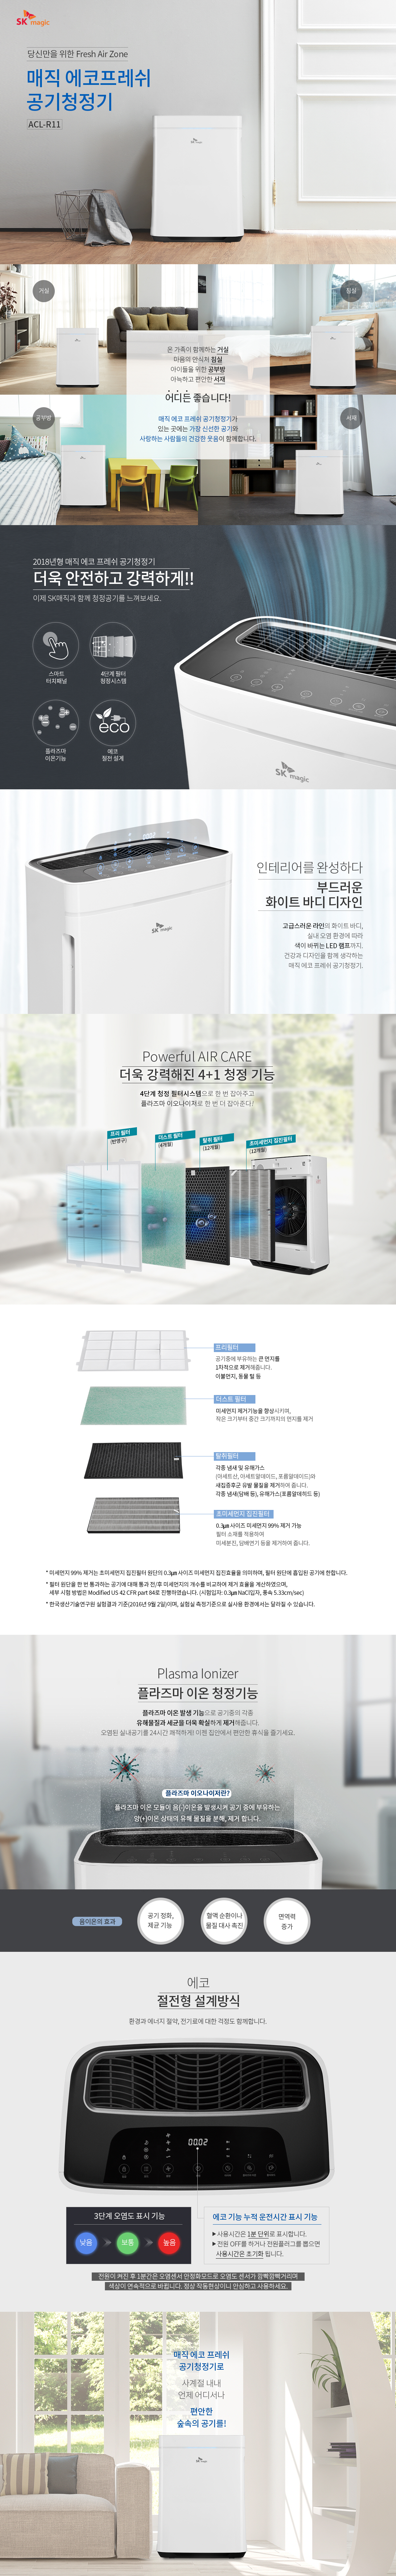 SK magic
당신만을 위한 Fresh Air Zone
매직 에코프레쉬
공기청정기
ACL-R11
SK magic
거실
침실
온 가족이 함께하는 거실
마음의 안식처 침실
아이들을 위한 공부방
아늑하고 편안한 서재
어디든 좋습니다!
공부방
서재
매직 에코 프레쉬 공기청정기가
있는 곳에는 가장 신선한 공기와
사랑하는 사람들의 건강한 웃음이 함께합니다.
2018년형 매직 에코 프레쉬 공기청정기
더욱 안전하고 강력하게!!
이제 SK매직과 함께 청정공기를 느껴보세요.
스마트
터치패널
4단계 필터
청정시스템
eco
플라즈마
이온기능
에코
절전 설계
SK magic
인테리어를 완성하다
부드러운
화이트 바디 디자인
고급스러운 라인의 화이트 바디,
실내 오염 환경에 따라
색이 바뀌는 LED 램프까지.
건강과 디자인을 함께 생각하는
매직 에코 프레쉬 공기청정기.
SK magic
Powerful AIR CARE
더욱 강력해진 4+1 청정 기능
4단계 청정 필터시스템으로 한 번 잡아주고
플라즈마 이오나이저로 한 번 더 잡아준다!
프리 필터
(반영구)
더스트 필터
(4개월)
탈취 필터
(12개월)
초미세먼지 집진필터
(12개월)
프리필터
공기중에 부유하는 큰 먼지를
1차적으로 제거해줍니다.
이불먼지, 동물 털 등
더스트 필터
미세먼지 제거기능을 향상시키며,
작은 크기부터 중간 크기까지의 먼지를 제거
탈취필터
각종 냄새 및 유해가스
(아세트산, 아세트알데이드, 포름알데이드)와
새집증후군 유발 물질을 제거하여 줍니다.
각종 냄새(담배 등), 유해가스(포름알데히드 등)
초미세먼지 집진필터
0.3㎛ 사이즈 미세먼지 99% 제거 가능
필터 소재를 적용하여
미세분진, 담배연기 등을 제거하여 줍니다.
* 미세먼지 99% 제거는 초미세먼지 집진필터 원단의 0.3㎛ 사이즈 미세먼지 집진효율을 의미하며, 필터 원단에 흡입된 공기에 한합니다.
* 필터 원단을 한 번 통과하는 공기에 대해 통과 전/후 미세먼지의 개수를 비교하여 제거 효율을 계산하였으며,
세부 시험 방법은 Modified US 42 CFR part 84로 진행하였습니다. (시험입자: 0.3㎛ NaCl입자, 풍속 5.33cm/sec)
* 한국생산기술연구원 실험결과 기준(2016년 9월 2일)이며, 실험실 측정기준으로 실사용 환경에서는 달라질 수 있습니다.
Plasma Ionizer
플라즈마 이온 청정기능
플라즈마 이온 발생 기능으로 공기중의 각종
유해물질과 세균을 더욱 확실하게 제거해줍니다.
오염된 실내공기를 24시간 쾌적하게! 이젠 집안에서 편안한 휴식을 즐기세요.
플라즈마 이오나이저란?
플라즈마 이온 모듈이 음(-)이온을 발생시켜 공기 중에 부유하는
양(+)이온 상태의 유해 물질을 분해, 제거 합니다.
음이온의 효과
공기 정화,
제균 기능
혈액 순환이나
물질 대사 촉진
면역력
증가
에코
절전형 설계방식
환경과 에너지 절약, 전기료에 대한 걱정도 함께합니다.
00.02
3단계 오염도 표시 기능
낮음
보통
높음
에코 기능 누적 운전시간 표시 기능
▶사용시간은 1분 단위로 표시합니다.
▶전원 OFF를 하거나 전원플러그를 뽑으면
사용시간은 초기화 됩니다.
전원이 켜진 후 1분간은 오염센서 안정화모드로 오염도 센서가 깜빡깜빡거리며
색상이 연속적으로 바뀝니다. 정상 작동현상이니 안심하고 사용하세요.
매직 에코 프레쉬
공기청정기로
사계절 내내
언제 어디서나
편안한
숲속의 공기를!
SK magic